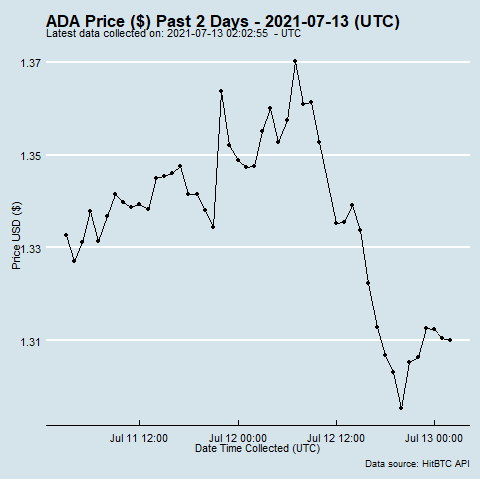 ADA Price ($) Past 2 Days - 2021-07-13 (UTC)
Latest data collected on: 2021-07-13 02:02:55  - UTC
1.37
1.35
1.33
1.31
Price USD ($)
Jul 11 12:00
Jul 12 00:00
Jul 12 12:00
Jul 13 00:00
Date Time Collected (UTC)
Data source: HitBTC API